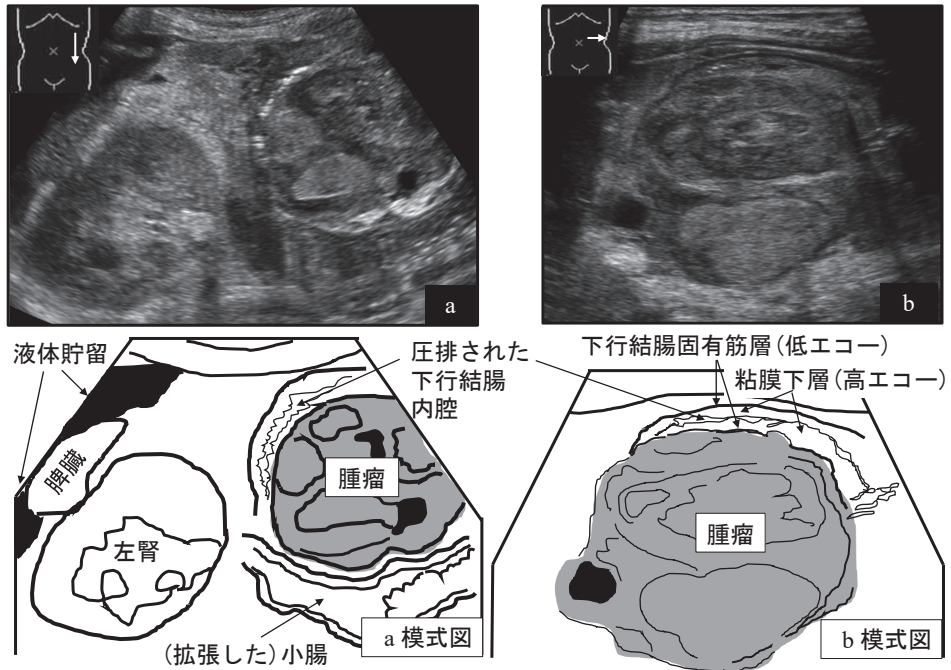 a
b
液体貯留
脾臓
左腎
(拡張した)小腸
圧排された
下行結腸
内腔
腫瘤
a 模式図
下行結腸固有筋層(低エコー)
粘膜下層(高エコー)
腫瘤
b 模式図